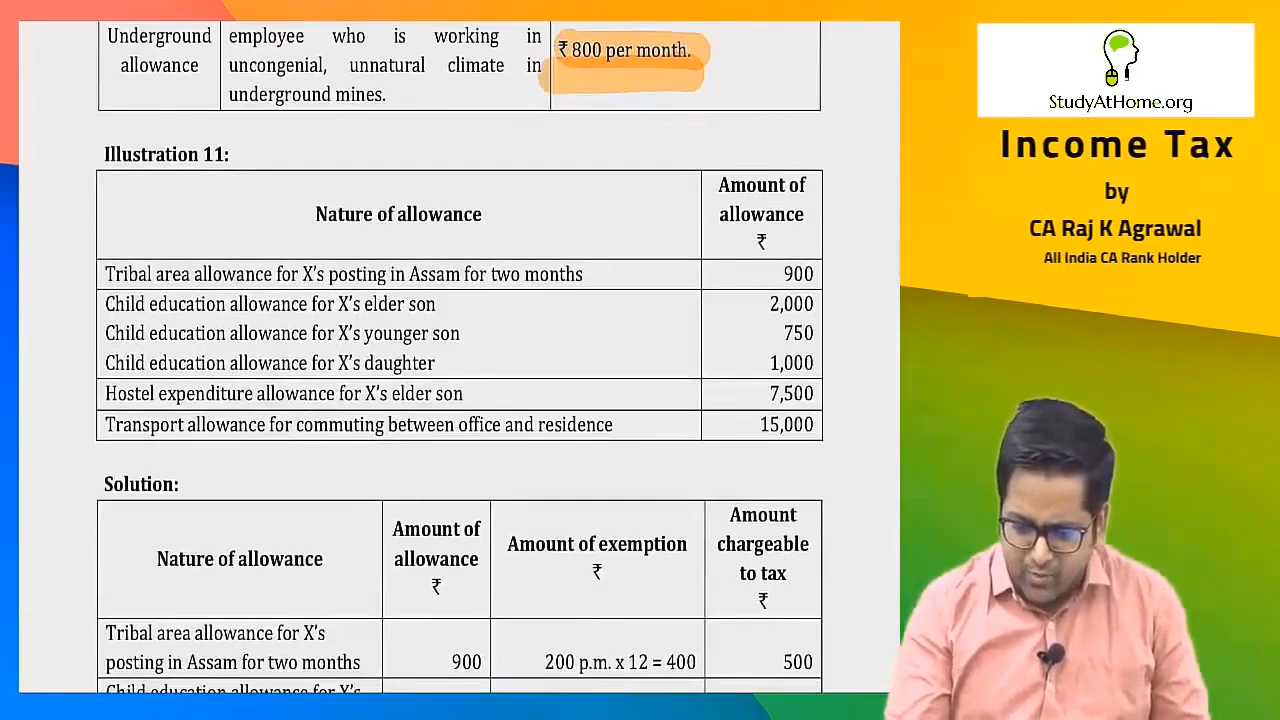 Underground employee who is working in
allowance uncongenial, unnatural climate in ₹ 800 per month.
underground mines.
Illustration 11:
Nature of allowance Amount of allowance ₹
Tribal area allowance for X's posting in Assam for two months 900
Child education allowance for X's elder son 2,000
Child education allowance for X's younger son 750
Child education allowance for X's daughter 1,000
Hostel expenditure allowance for X's elder son 7,500
Transport allowance for commuting between office and residence 15,000
Solution:
Nature of allowance Amount of allowance ₹ Amount of exemption ₹ Amount chargeable to tax ₹
Tribal area allowance for X's
posting in Assam for two months 900 200 p.m. x 12 = 400 500
Child education allowance for X's
StudyAtHome.org
Income Tax
by
CA Raj K Agrawal
All India CA Rank Holder